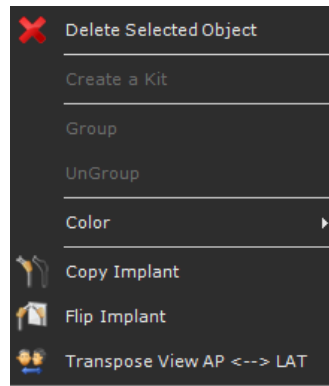 Delete Selected Object
Create a Kit
Group
UnGroup
Color
Copy Implant
Flip Implant
Transpose View AP <--> LAT